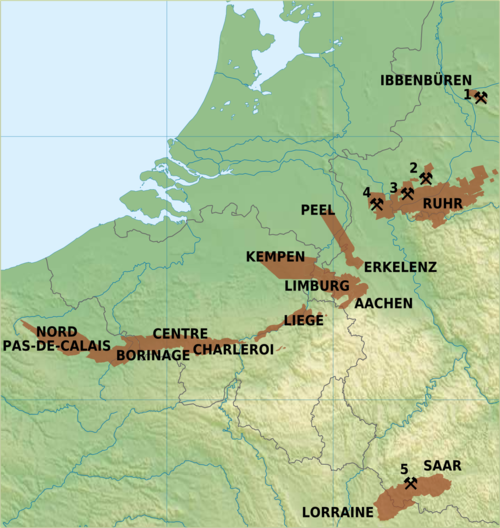 IBBENBÜREN
1
2
3
4
RUHR
PEEL
KEMPEN
ERKELENZ
LIMBURG
AACHEN
LIEGE
NORD
PAS-DE-CALAIS
CENTRE
BORINAGE
CHARLEROI
5
SAAR
LORRAINE